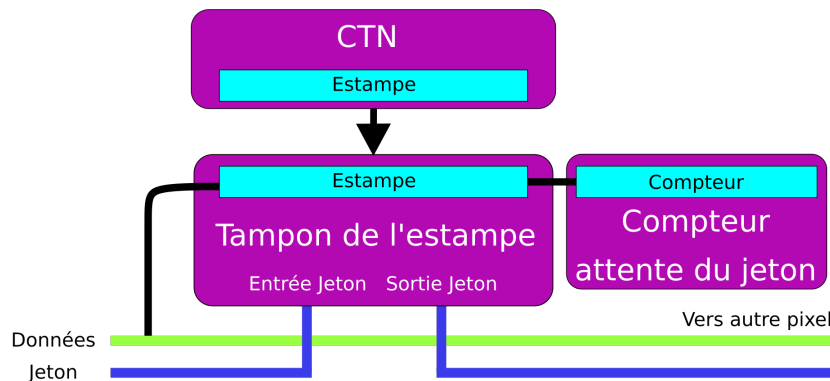 CTN
Estampe
Estampe
Compteur
Tampon de l'estampe
Compteur
attente du jeton
Entrée Jeton
Sortie Jeton
Vers autre pixel
Données
Jeton